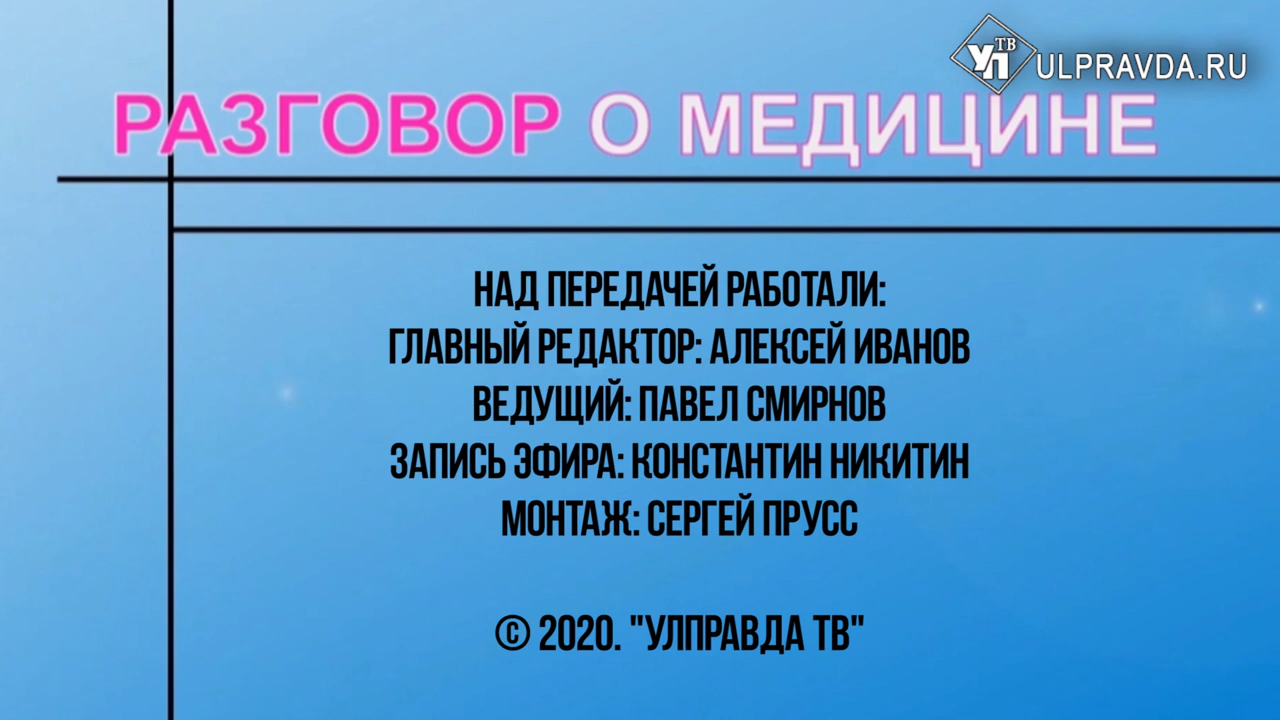 УП ТВ ULPRAVDA.RU
РАЗГОВОР О МЕДИЦИНЕ
НАД ПЕРЕДАЧЕЙ РАБОТАЛИ:
ГЛАВНЫЙ РЕДАКТОР: АЛЕКСЕЙ ИВАНОВ
ВЕДУЩИЙ: ПАВЕЛ СМИРНОВ
ЗАПИСЬ ЭФИРА: КОНСТАНТИН НИКИТИН
МОНТАЖ: СЕРГЕЙ ПРУСС
© 2020. "УЛПРАВДА ТВ"